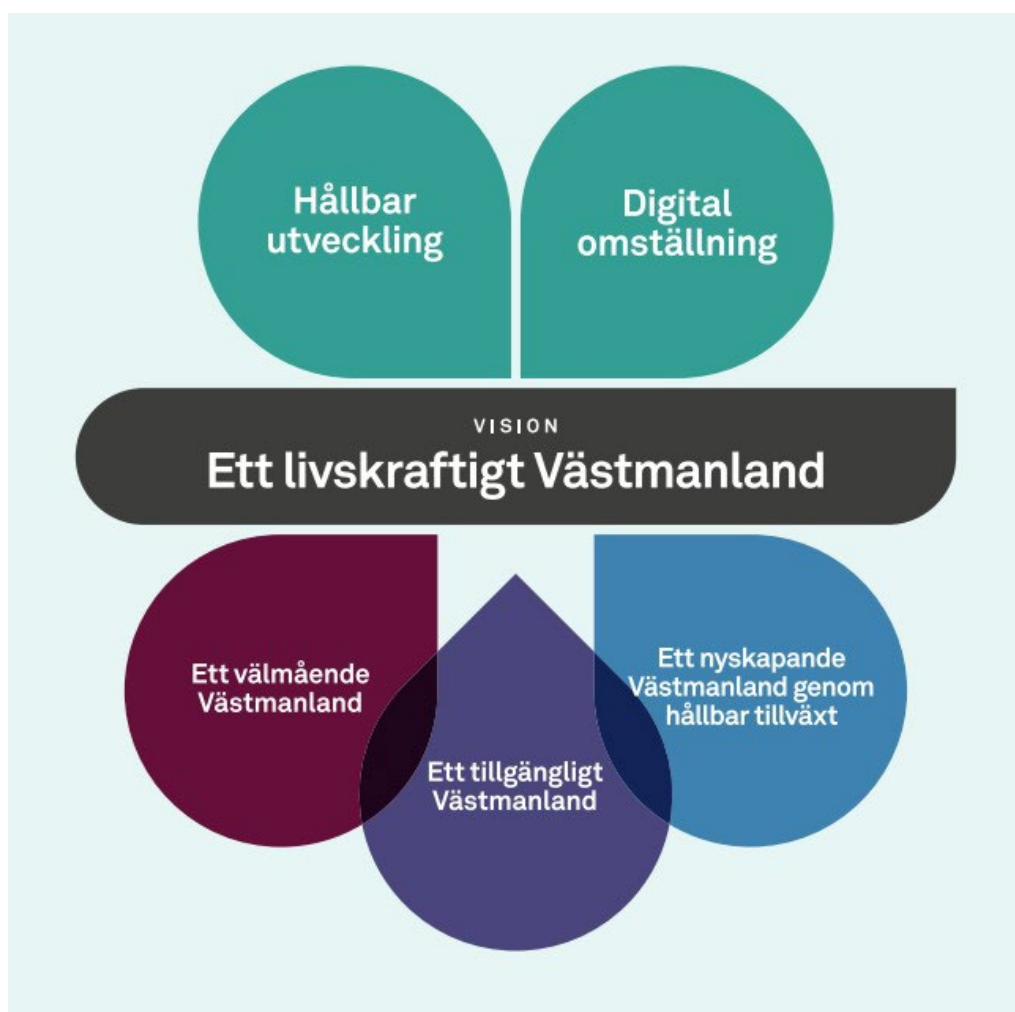 Hållbar
utveckling
Digital
omställning
VISION
Ett livskraftigt Västmanland
Ett välmående
Västmanland
Ett tillgängligt
Västmanland
Ett nyskapande
Västmanland genom
hållbar tillväxt